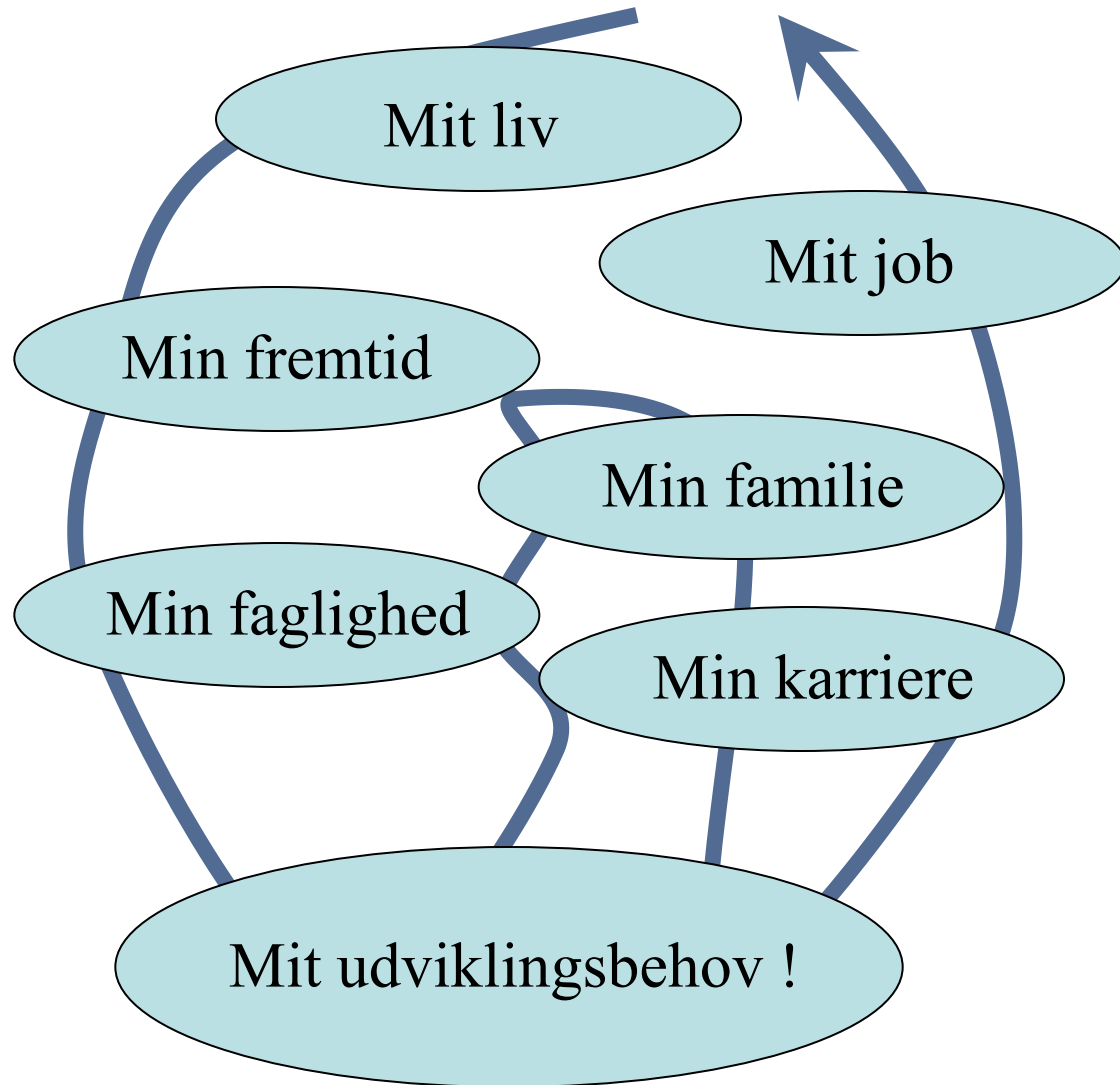 Mit liv
Mit job
Min fremtid
Min familie
Min faglighed
Min karriere
Mit udviklingsbehov !